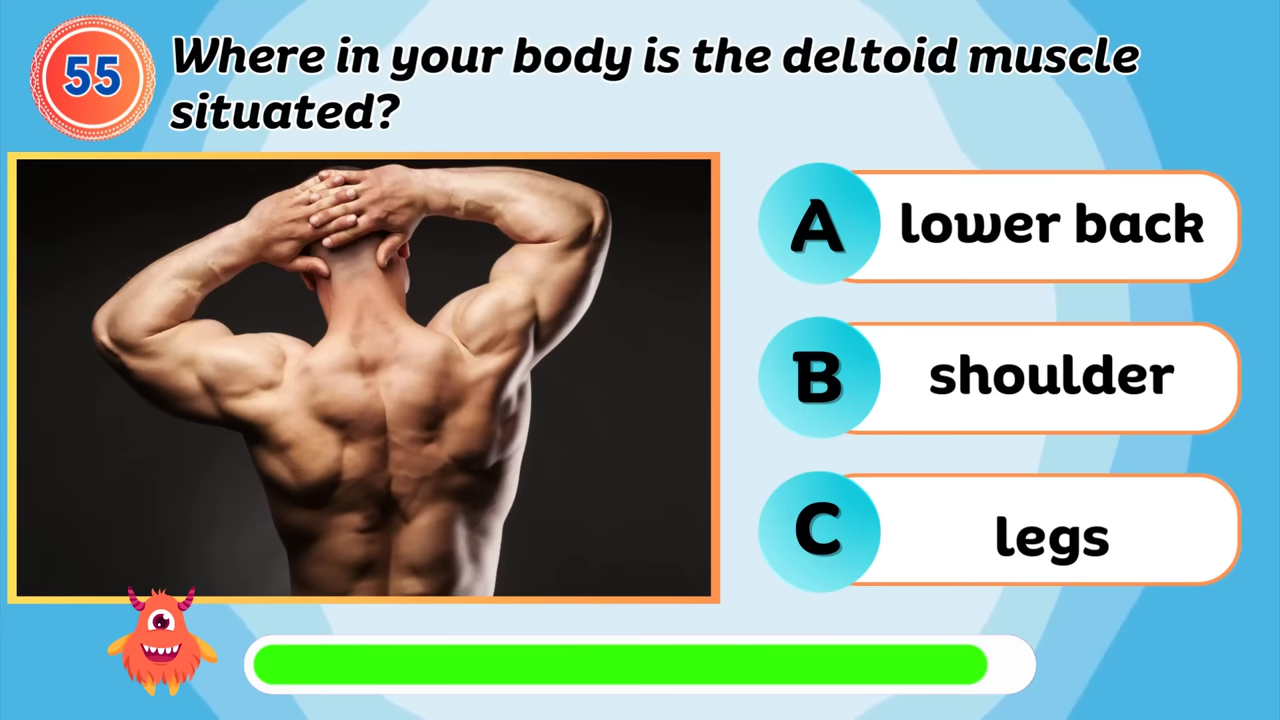 55
Where in your body is the deltoid muscle
situated?
A
lower back
B
shoulder
C
legs